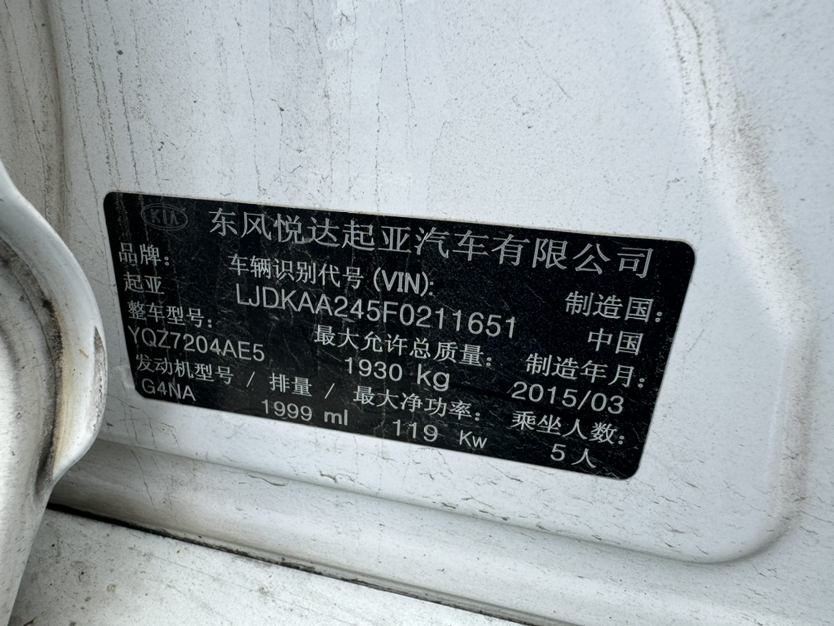 KIA 东风悦达起亚汽车有限公司
品牌： 车辆识别代号 (VIN)： 制造国：
起亚 LJDKAA245F0211651 中国
整车型号： 最大允许总质量： 制造年月：
YQZ7204AE5 1930 kg 2015/03
发动机型号 / 排量 / 最大净功率： 乘坐人数：
G4NA 1999 ml 119 Kw 5 人